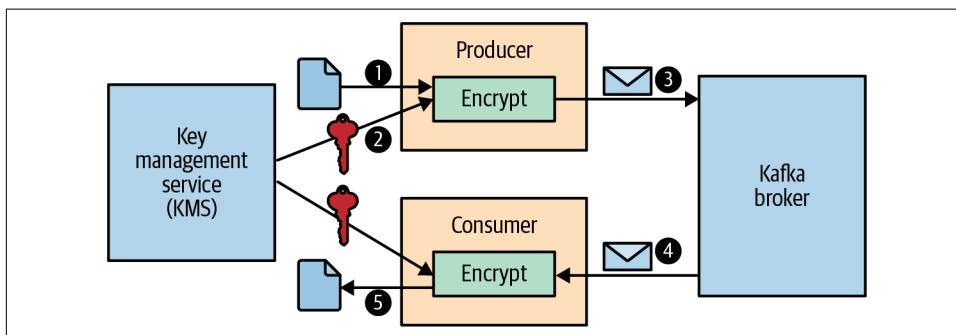 Producer
1
3
Encrypt
2
Key
management
service
(KMS)
Kafka
broker
Consumer
4
Encrypt
5